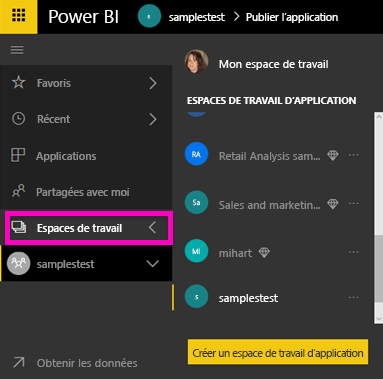 Power BI
s samplestest > Publier l'application
Favoris
Récent
Applications
Partagées avec moi
Espaces de travail
samplestest
Obtenir les données
Mon espace de travail
ESPACES DE TRAVAIL D'APPLICATION
RA Retail Analysis sam... ...
Sa Sales and marketin... ...
MI mihart ...
s samplestest ...
Créer un espace de travail d'application